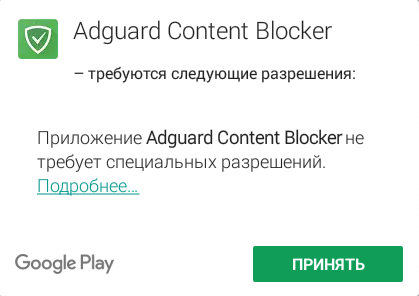 Adguard Content Blocker
– требуются следующие разрешения:
Приложение Adguard Content Blocker не
требует специальных разрешений.
Подробнее...
Google Play
ПРИНЯТЬ